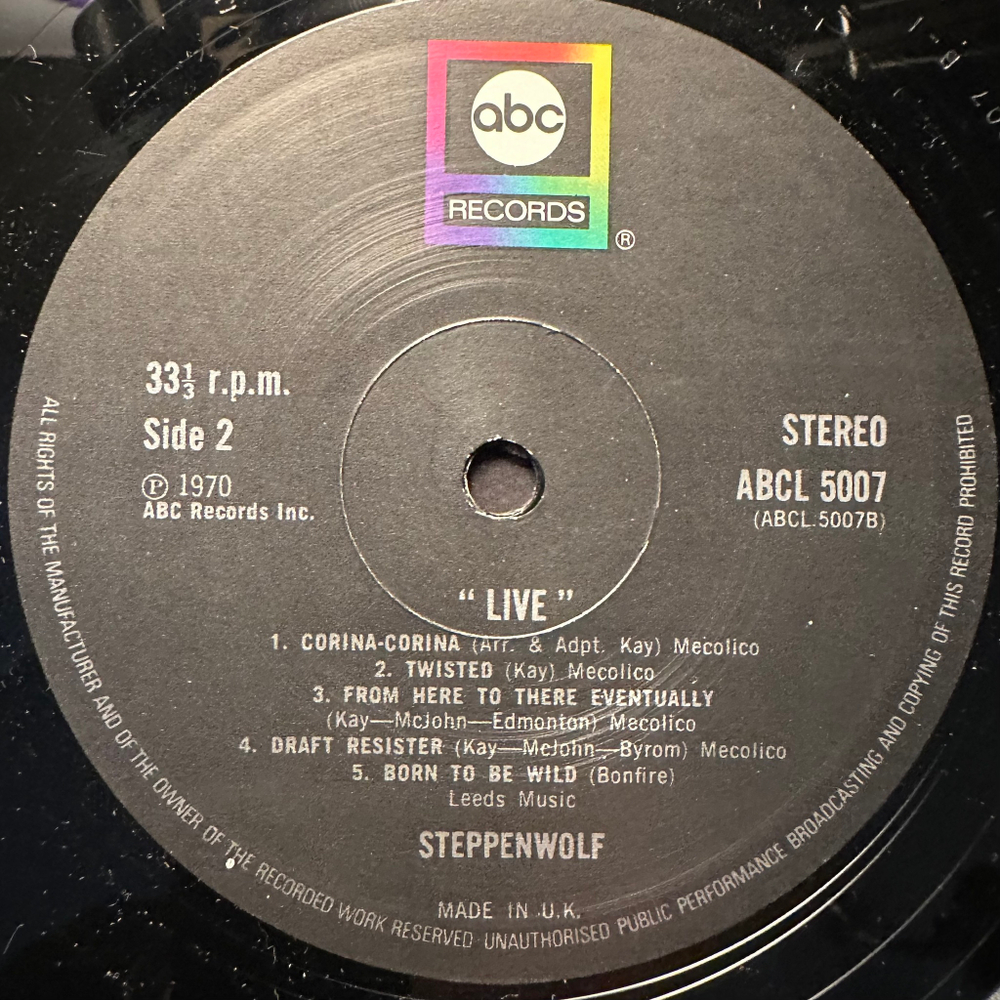 abc
RECORDS
®
33⅓ r.p.m.
Side 2
Ⓟ 1970
ABC Records Inc.
STEREO
ABCL 5007
(ABCL.5007B)
“ LIVE ”
1. CORINA-CORINA (Arr. & Adpt. Kay) Mecolico
2. TWISTED (Kay) Mecolico
3. FROM HERE TO THERE EVENTUALLY
(Kay—McJohn—Edmonton) Mecolico
4. DRAFT RESISTER (Kay—McJohn—Byrom) Mecolico
5. BORN TO BE WILD (Bonfire)
Leeds Music
STEPPENWOLF
MADE IN U.K.
ALL RIGHTS OF THE MANUFACTURER AND OF THE OWNER OF THE RECORDED WORK RESERVED UNAUTHORISED PUBLIC PERFORMANCE BROADCASTING AND COPYING OF THIS RECORD PROHIBITED